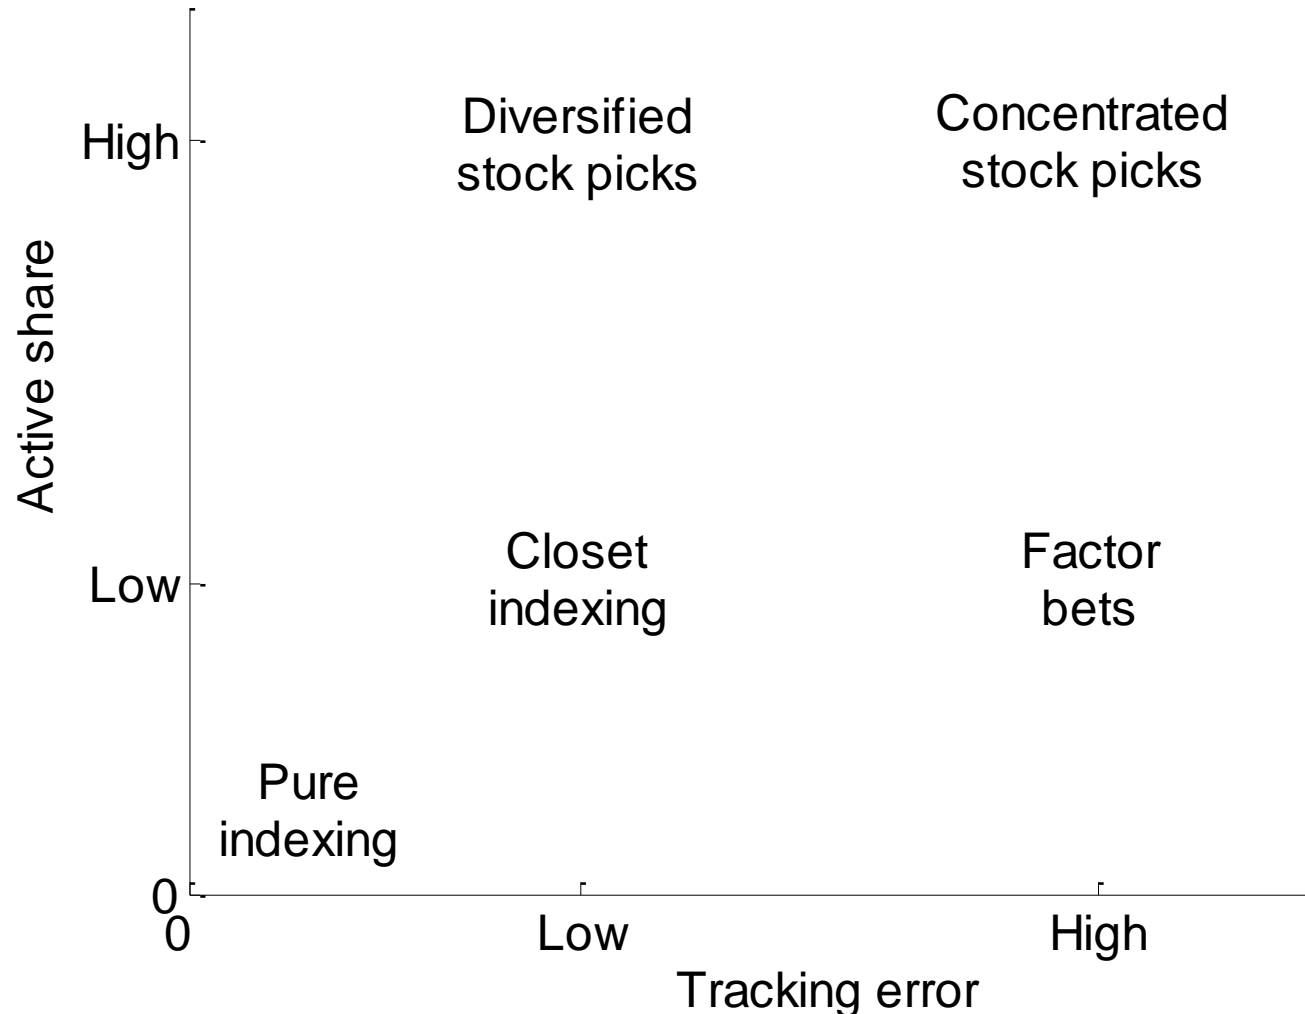 High
Diversified
stock picks
Concentrated
stock picks
Active share
Low
Closet
indexing
Factor
bets
Pure
indexing
0
0
Low
High
Tracking error